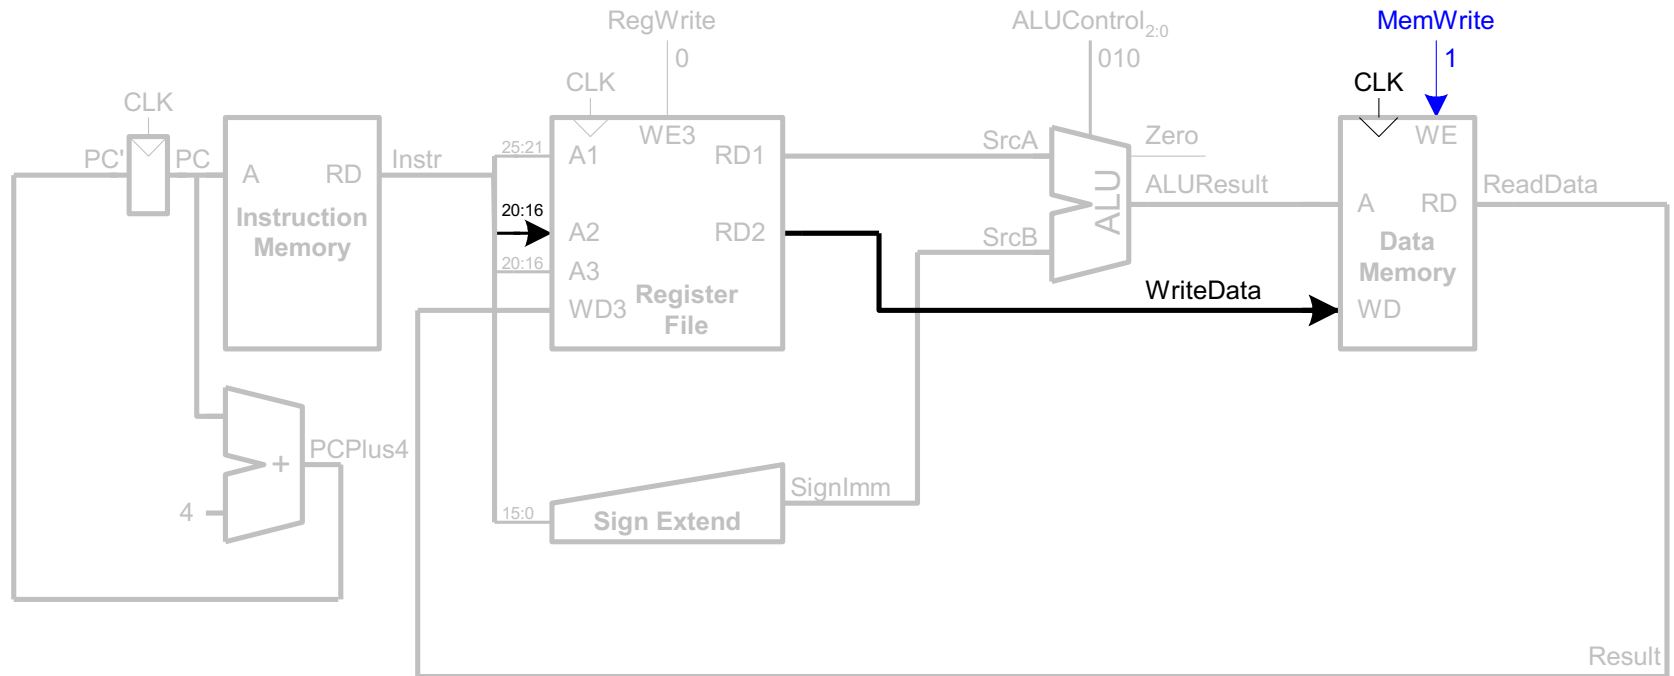 RegWrite
ALUControl2:0
MemWrite
0
010
1
CLK
CLK
CLK
PC'
PC
A
RD
Instr
Instruction
Memory
25:21
20:16
20:16
A1
A2
A3
WD3
WE3
RD1
RD2
Register
File
SrcA
SrcB
ALU
Zero
ALUResult
WriteData
WE
A
RD
Data
Memory
WD
ReadData
PCPlus4
+
4
15:0
Sign Extend
SignImm
Result